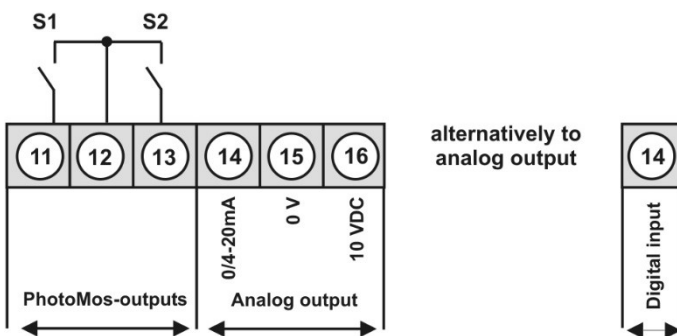 S1 S2
11 12 13 14 15 16
0/4-20mA
0 V
10 VDC
PhotoMos-outputs Analog output
alternatively to
analog output
14
Digital input